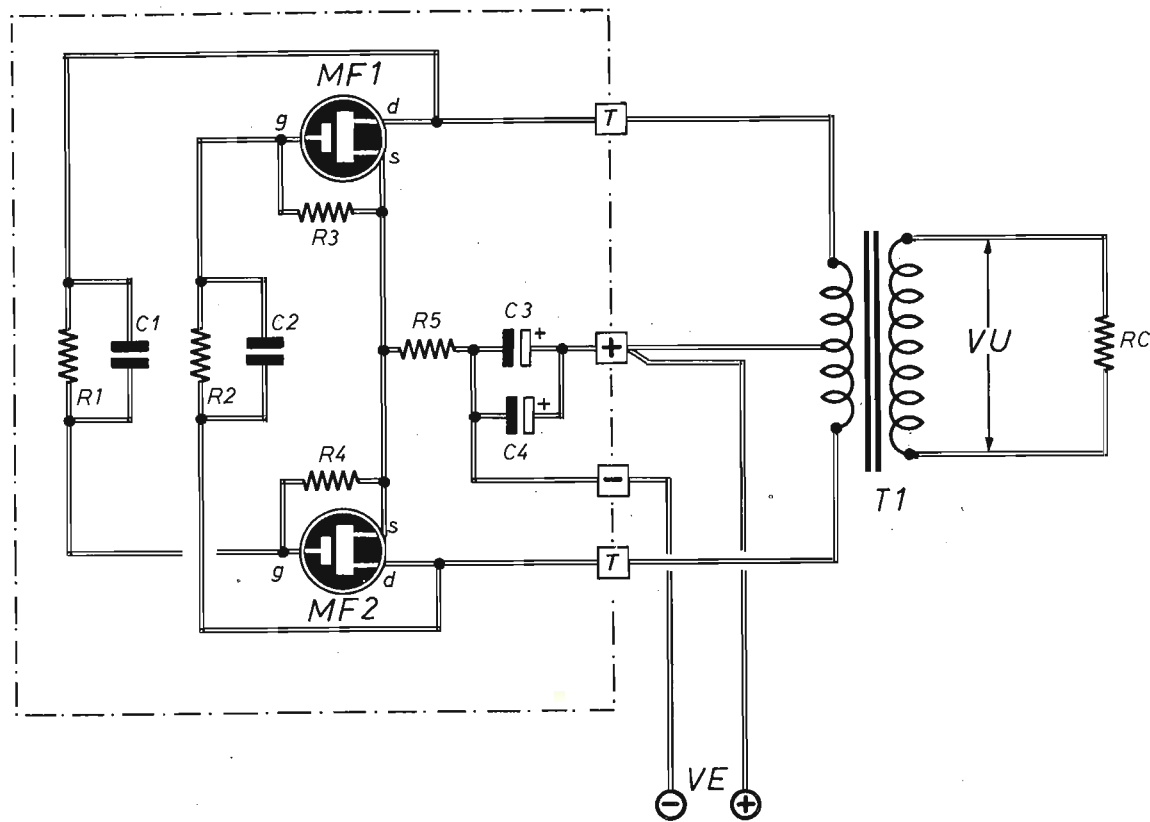 MF1
g
d
s
T
R3
C1
C2
R1
R2
R5
C3
+
+
C4
+
−
R4
s
g
d
MF2
T
VU
RC
T1
VE
−
+